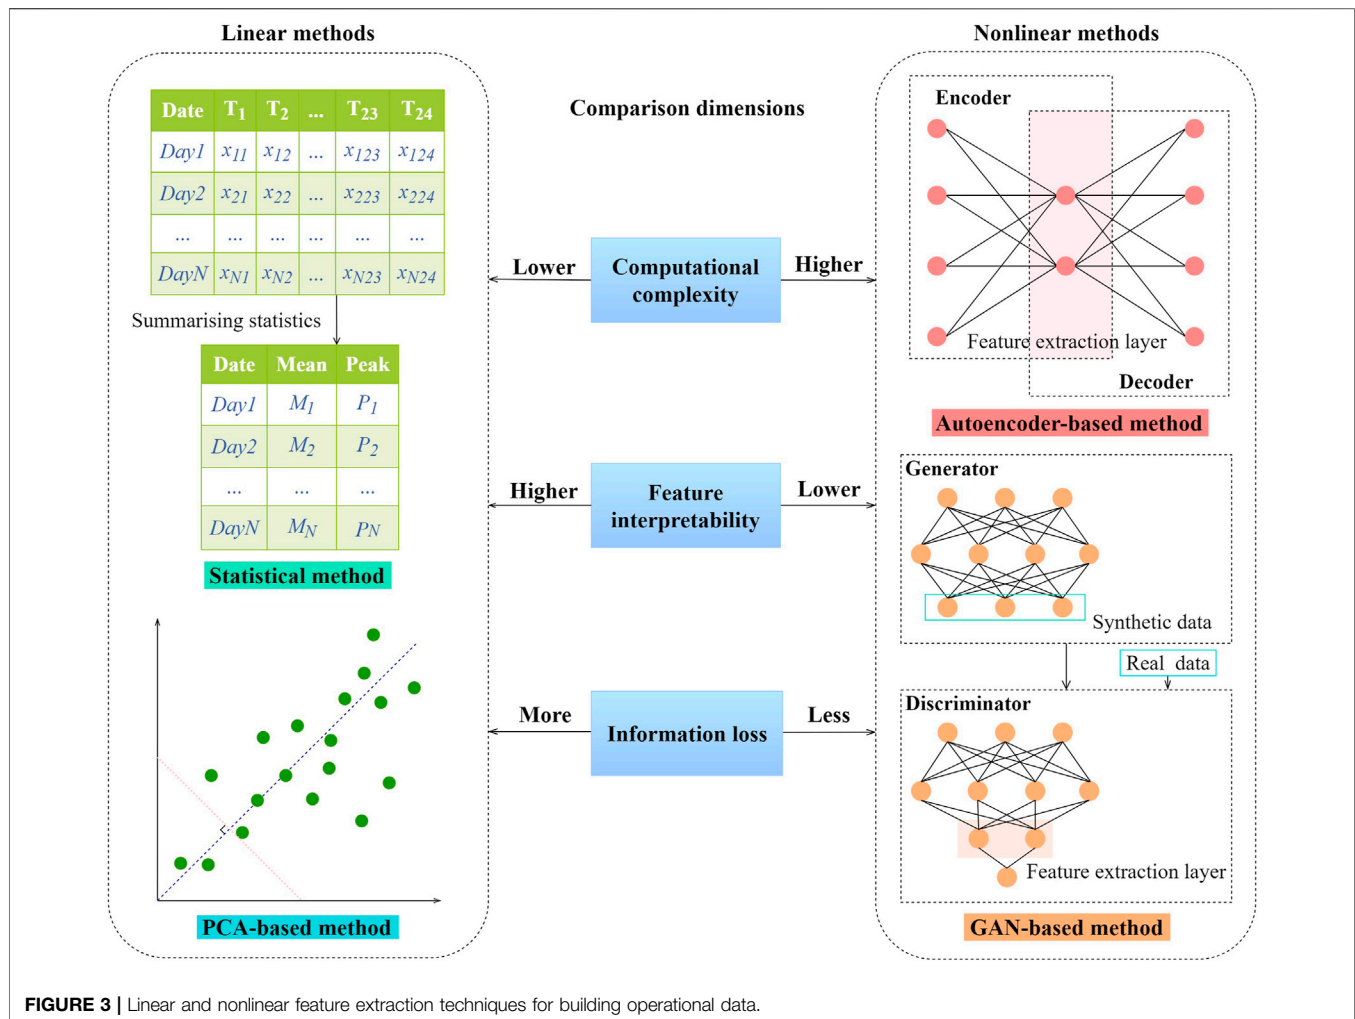 Linear methods
Date T1 T2 ... T23 T24
Day1 x11 x12 ... x123 x124
Day2 x21 x22 ... x223 x224
... ... ... ... ... ...
DayN xN1 xN2 ... xN23 xN24
Summarising statistics
Date Mean Peak
Day1 M1 P1
Day2 M2 P2
... ... ...
DayN MN PN
Statistical method
PCA-based method
Comparison dimensions
Lower
Computational
complexity
Higher
Higher
Feature
interpretability
Lower
More
Information loss
Less
Nonlinear methods
Encoder
Feature extraction layer
Decoder
Autoencoder-based method
Generator
Synthetic data
Real data
Discriminator
Feature extraction layer
GAN-based method
FIGURE 3 | Linear and nonlinear feature extraction techniques for building operational data.